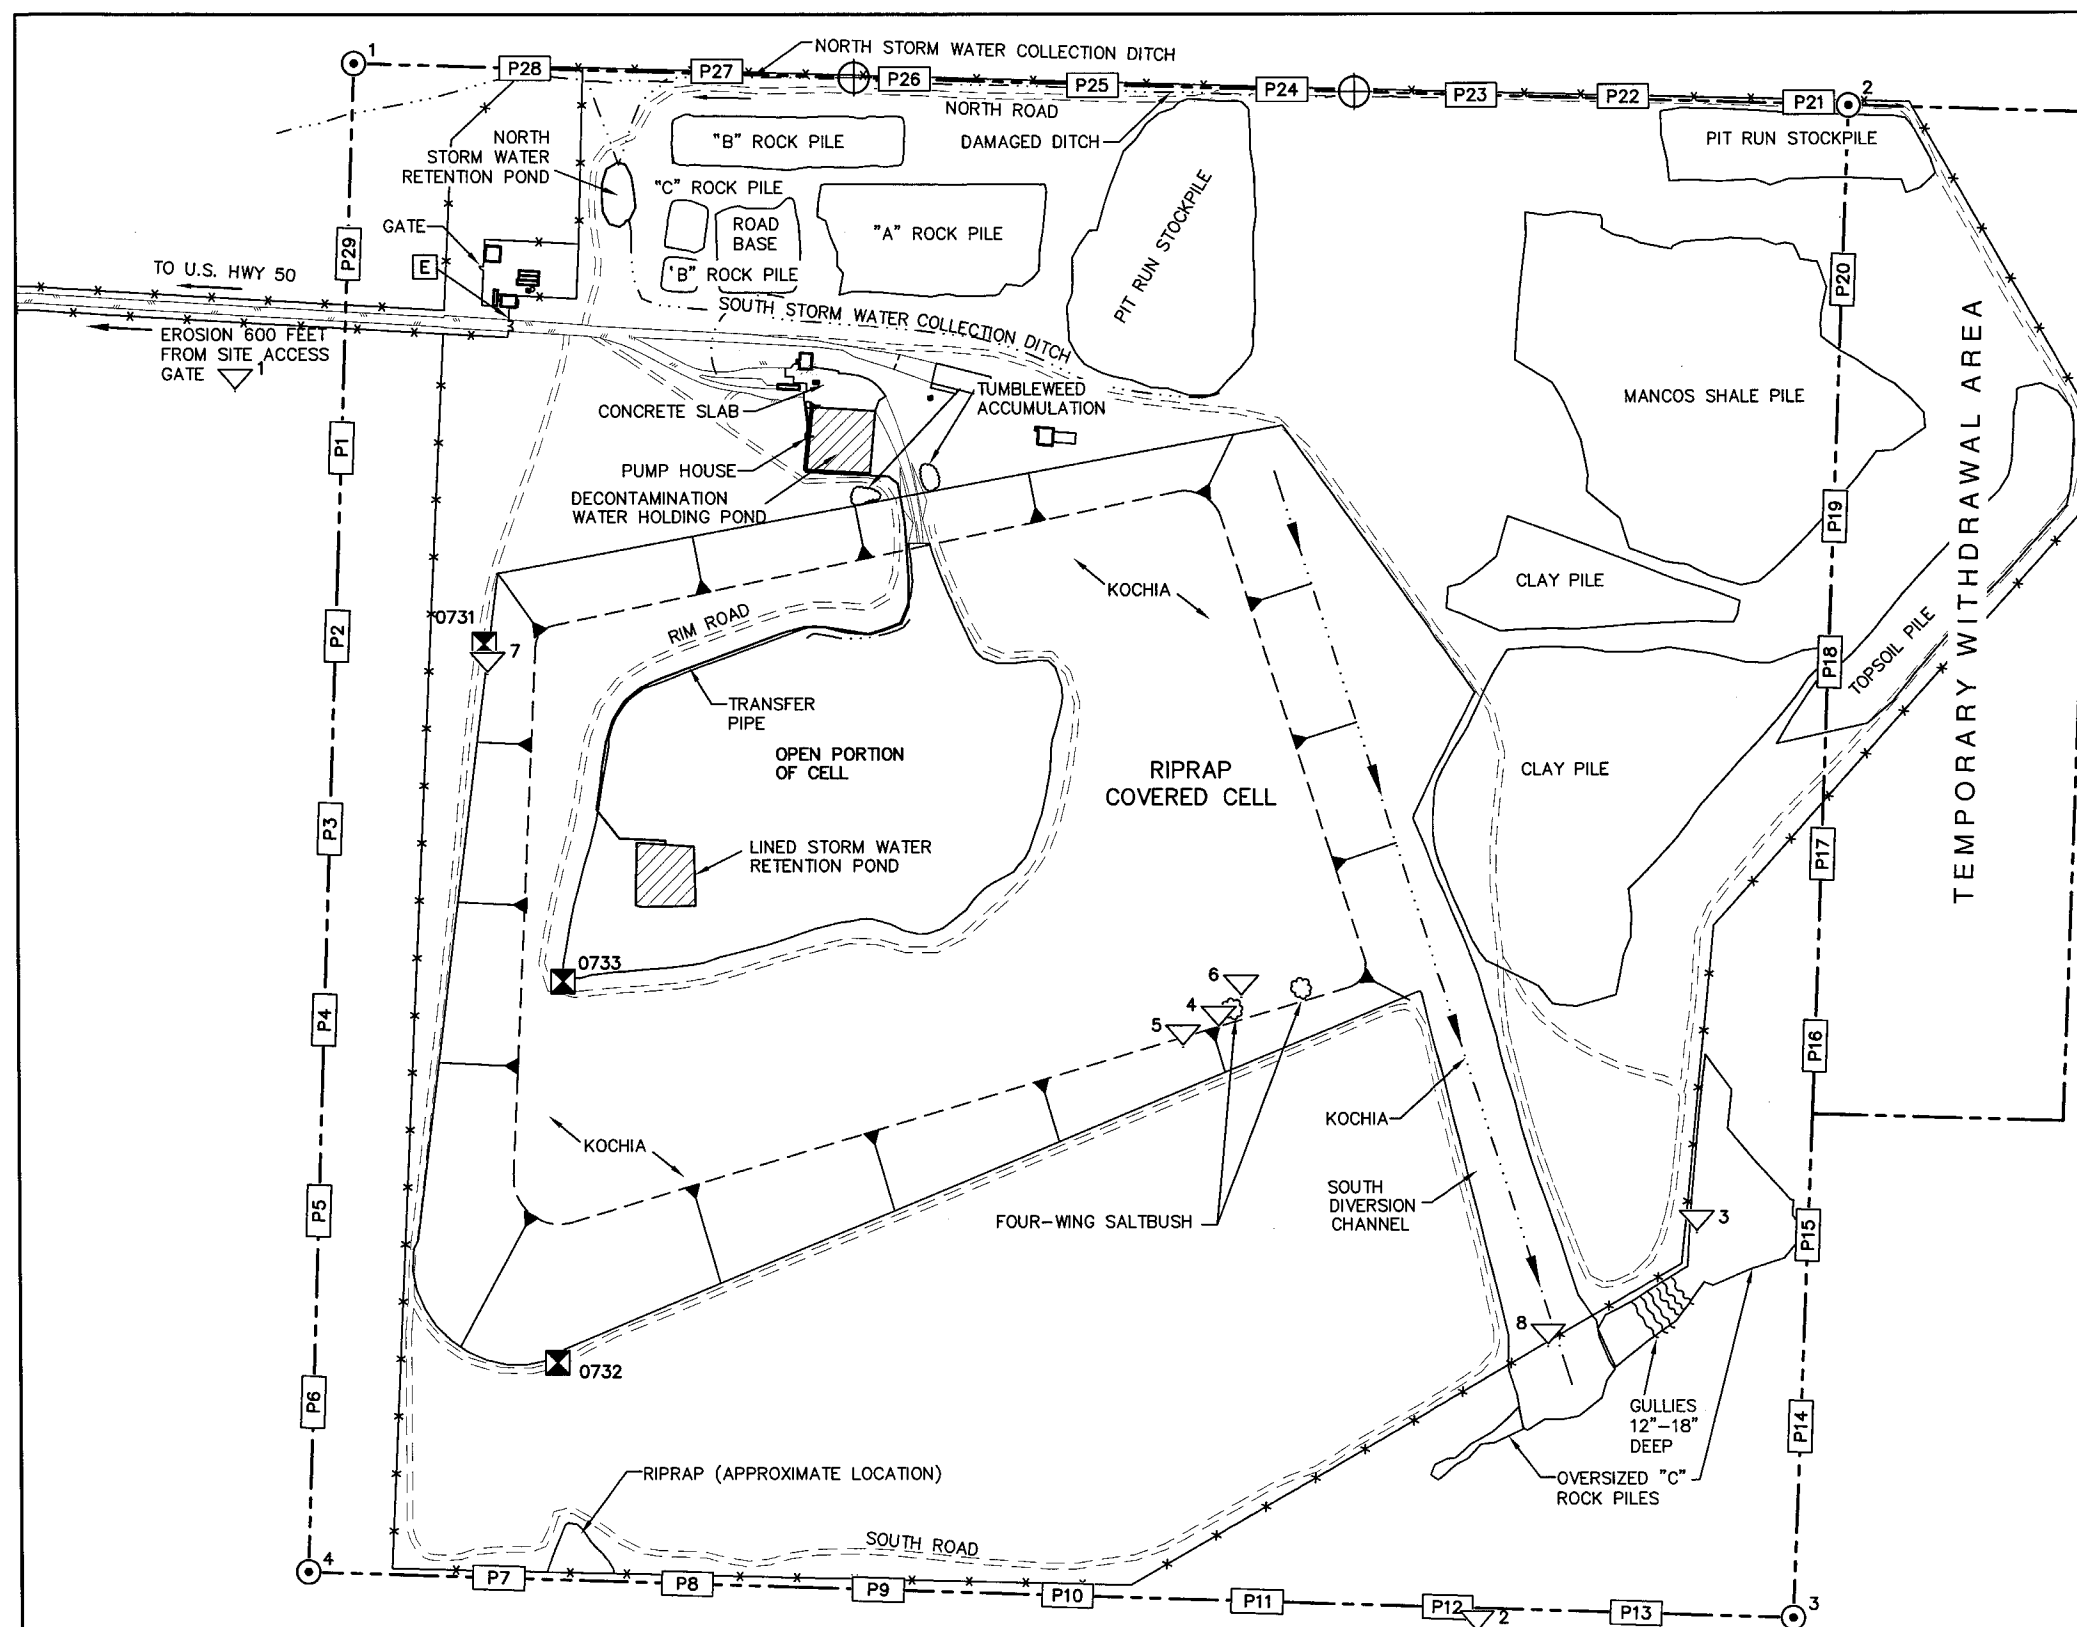 1
NORTH STORM WATER COLLECTION DITCH
2
P28
P27
P26
P25
P24
P23
P22
P21
NORTH ROAD
DAMAGED DITCH
"B" ROCK PILE
PIT RUN STOCKPILE
NORTH
STORM WATER
RETENTION POND
"C" ROCK PILE
ROAD
BASE
"A" ROCK PILE
'B" ROCK PILE
PIT RUN STOCKPILE
GATE
E
P29
P20
TO U.S. HWY 50
SOUTH STORM WATER COLLECTION DITCH
EROSION 600 FEET
FROM SITE ACCESS
GATE
1
TUMBLEWEED
ACCUMULATION
CONCRETE SLAB
MANCOS SHALE PILE
TEMPORARY WITHDRAWAL AREA
P1
PUMP HOUSE
DECONTAMINATION
WATER HOLDING POND
P19
KOCHIA
CLAY PILE
0731
7
RIM ROAD
P2
P18
TOPSOIL PILE
TRANSFER
PIPE
OPEN PORTION
OF CELL
RIPRAP
COVERED CELL
CLAY PILE
P3
P17
LINED STORM WATER
RETENTION POND
0733
6
4
5
P4
P16
KOCHIA
KOCHIA
P5
FOUR-WING SALTBUSH
SOUTH
DIVERSION
CHANNEL
3
P15
8
0732
P6
GULLIES
12"-18"
DEEP
P14
RIPRAP (APPROXIMATE LOCATION)
OVERSIZED "C"
ROCK PILES
SOUTH ROAD
4
P7
P8
P9
P10
P11
P12
2
P13
3